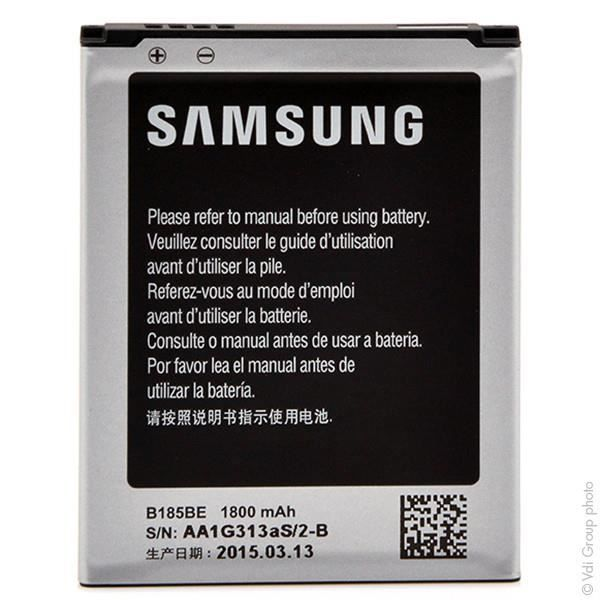 + −
SAMSUNG
Please refer to manual before using battery.
Veuillez consulter le guide d'utilisation
avant d'utiliser la pile.
Referez-vous au mode d'emploi
avant d'utiliser la batterie.
Consulte o manual antes de usar a bateria.
Por favor lea el manual antes de
utilizar la batería.
请按照说明书指示使用电池.
B185BE 1800 mAh
S/N: AA1G313aS/2-B
生产日期 : 2015.03.13
© Vdi Group photo